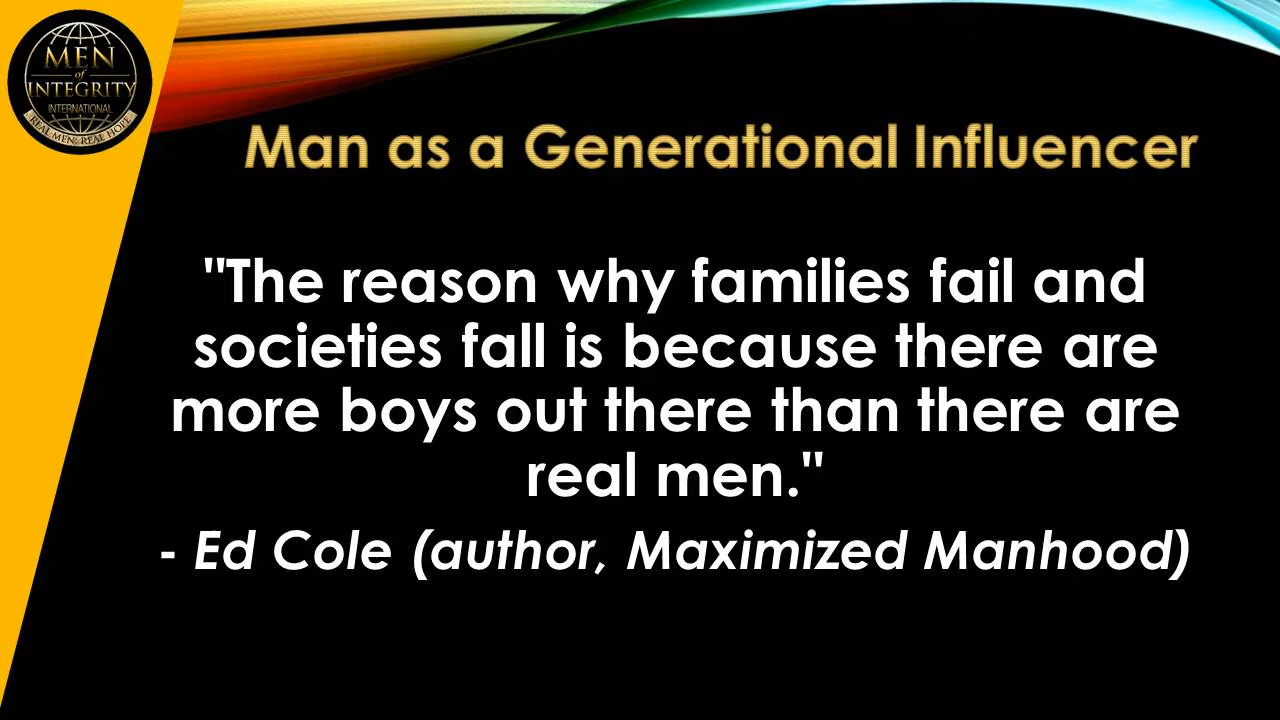 MEN
of
INTEGRITY
INTERNATIONAL
REAL MEN: REAL HOPE
Man as a Generational Influencer
"The reason why families fail and
societies fall is because there are
more boys out there than there are
real men."
- Ed Cole (author, Maximized Manhood)